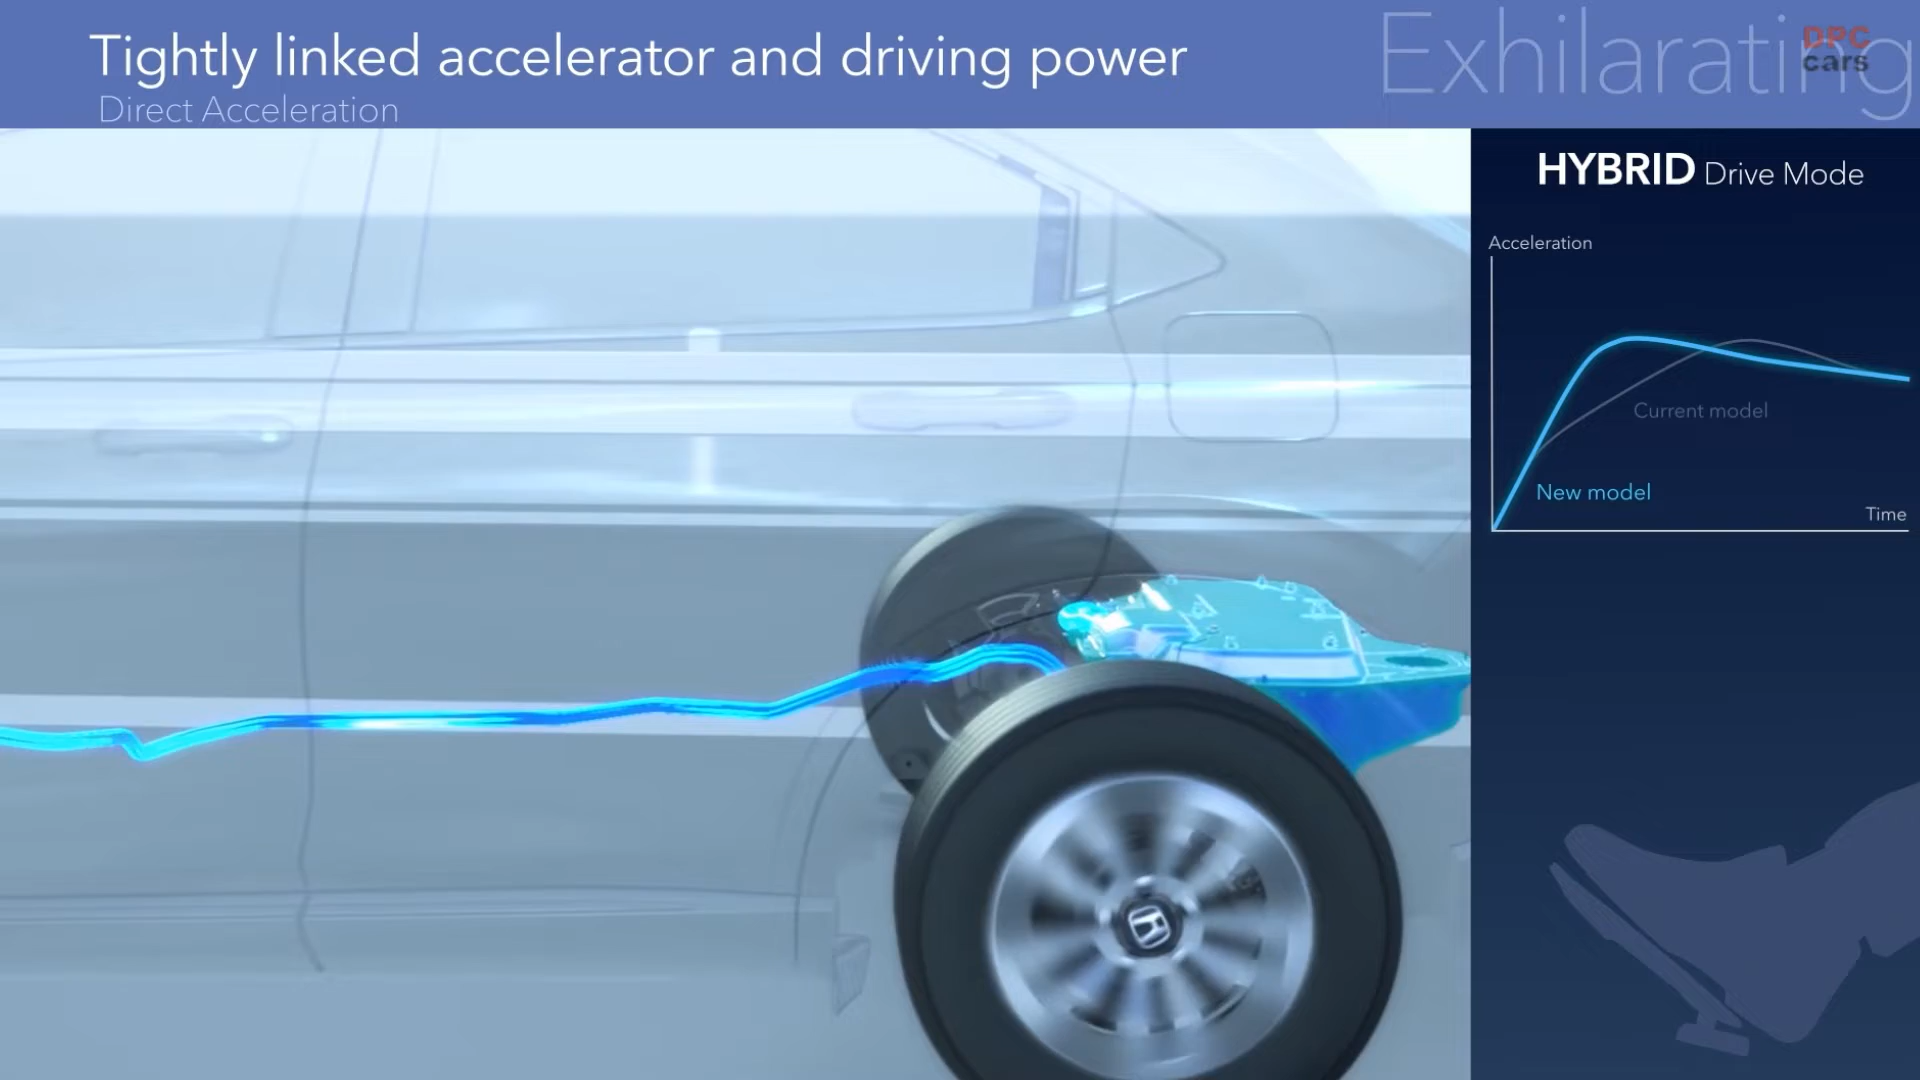 Tightly linked accelerator and driving power
Direct Acceleration
Exhilarating
DPC
cars
HYBRID Drive Mode
Acceleration
Current model
New model
Time